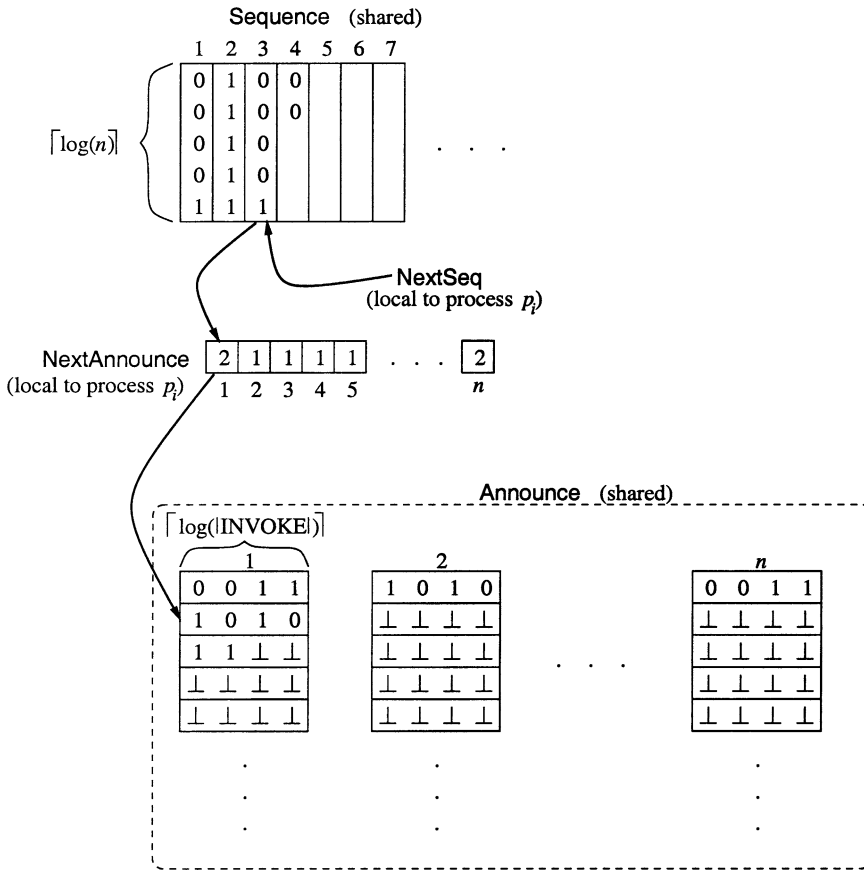 Sequence (shared)
1 2 3 4 5 6 7
0 1 0 0
0 1 0 0
⌈log(n)⌉
0 1 0
. . .
0 1 0
1 1 1
NextSeq
(local to process p_i)
NextAnnounce 2 1 1 1 1 . . . 2
(local to process p_i) 1 2 3 4 5 n
Announce (shared)
⌈log(|INVOKE|)⌉
1 2 n
0 0 1 1 1 0 1 0 0 0 1 1
1 0 1 0 ⊥ ⊥ ⊥ ⊥ ⊥ ⊥ ⊥ ⊥
1 1 ⊥ ⊥ ⊥ ⊥ ⊥ ⊥ . . . ⊥ ⊥ ⊥ ⊥
⊥ ⊥ ⊥ ⊥ ⊥ ⊥ ⊥ ⊥ ⊥ ⊥ ⊥ ⊥
⊥ ⊥ ⊥ ⊥ ⊥ ⊥ ⊥ ⊥ ⊥ ⊥ ⊥ ⊥
. . .
. . .
. . .